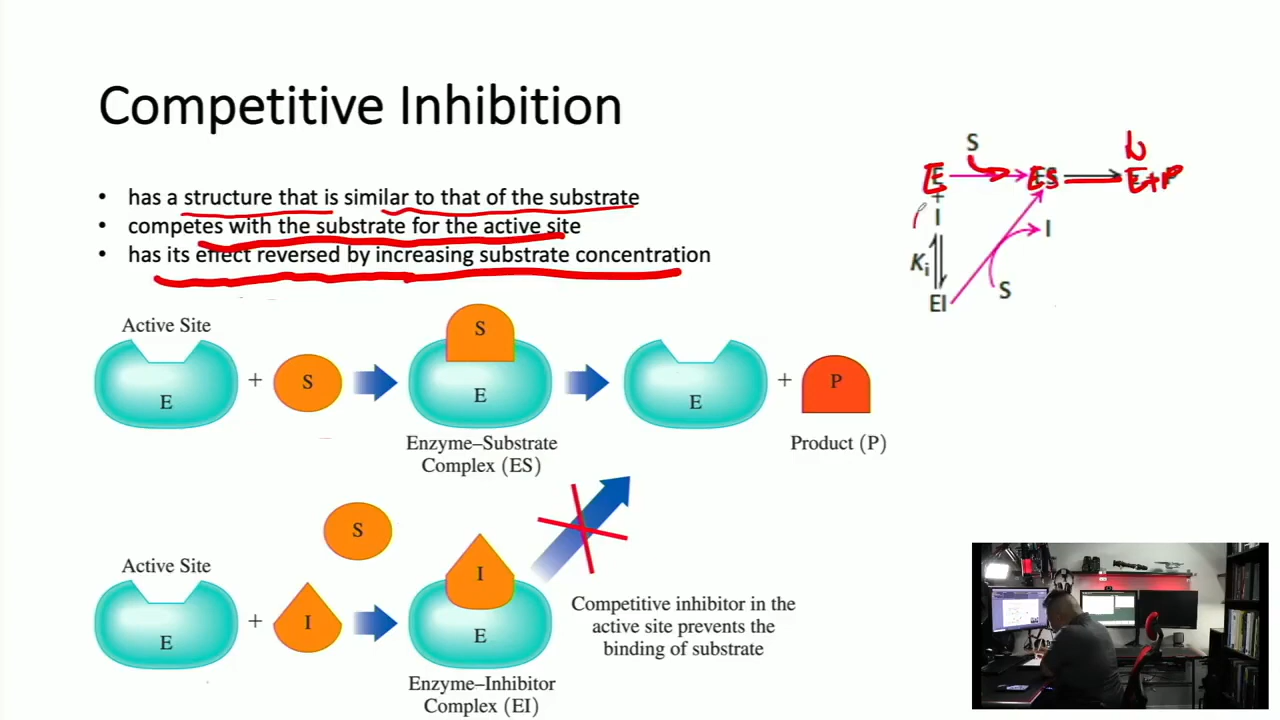 Competitive Inhibition
• has a structure that is similar to that of the substrate
• competes with the substrate for the active site
• has its effect reversed by increasing substrate concentration
S
E
ES
E+P
+
I
I
Ki
S
EI
Active Site
E
+
S
S
E
E
+
P
Enzyme–Substrate
Complex (ES)
Product (P)
S
Active Site
E
+
I
I
E
Competitive inhibitor in the
active site prevents the
binding of substrate
Enzyme–Inhibitor
Complex (EI)